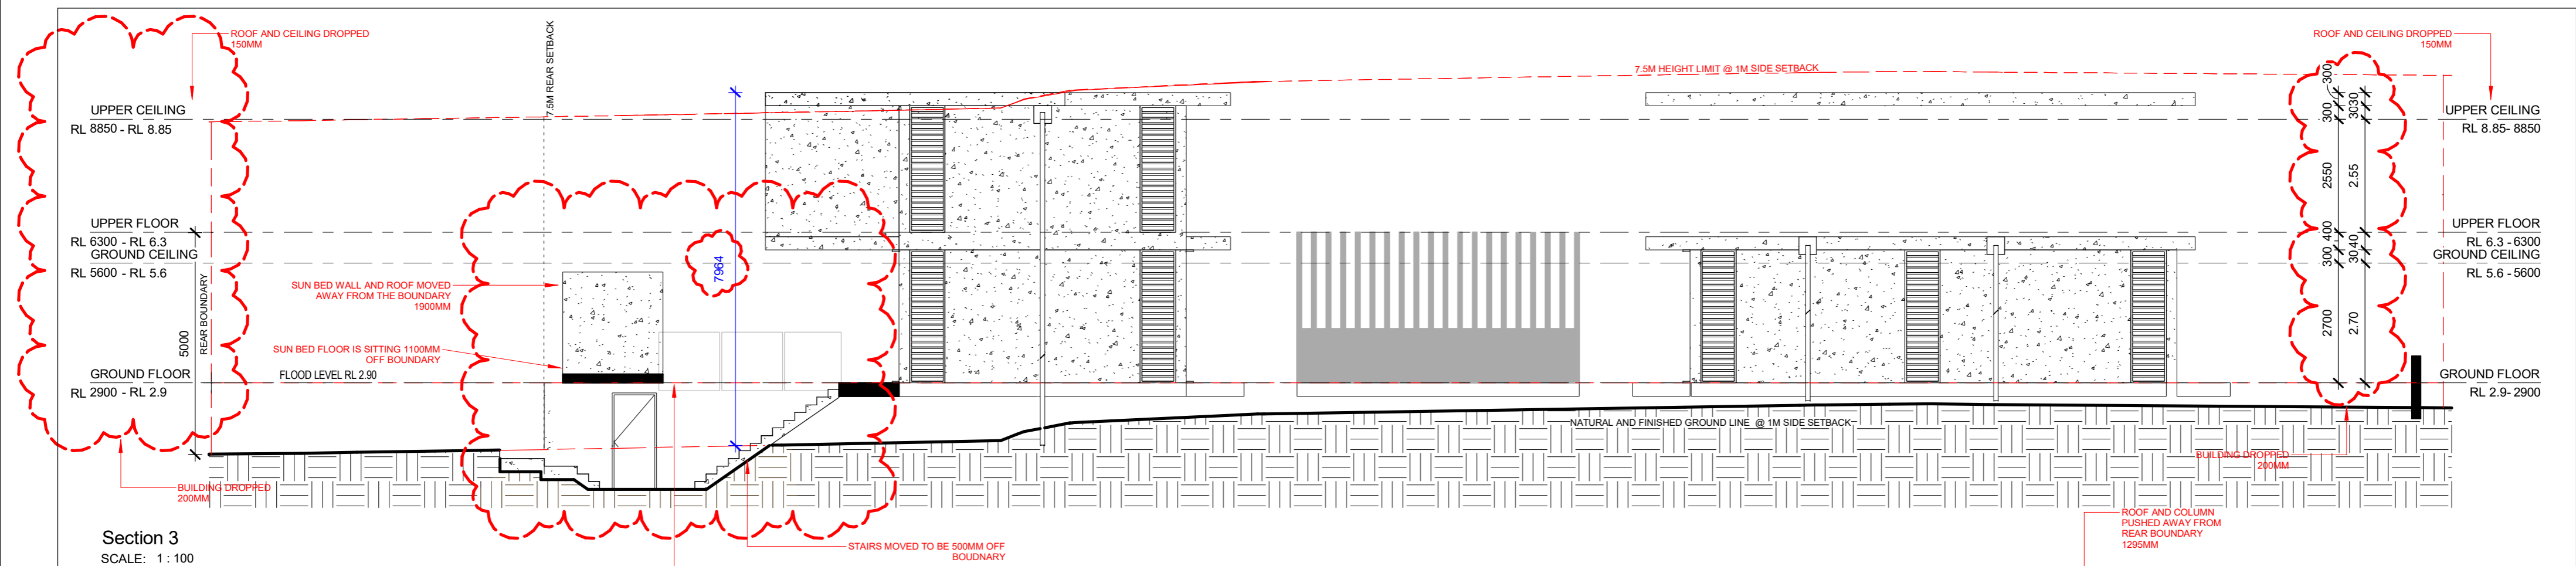 ROOF AND CEILING DROPPED
150MM
7.5M REAR SETBACK
ROOF AND CEILING DROPPED
150MM
7.5M HEIGHT LIMIT @ 1M SIDE SETBACK
UPPER CEILING
RL 8850 - RL 8.85
UPPER FLOOR
RL 6300 - RL 6.3
GROUND CEILING
RL 5600 - RL 5.6
5000
REAR BOUNDARY
GROUND FLOOR
RL 2900 - RL 2.9
FLOOD LEVEL RL 2.90
SUN BED WALL AND ROOF MOVED
AWAY FROM THE BOUNDARY
1900MM
SUN BED FLOOR IS SITTING 1100MM
OFF BOUNDARY
7964
300
300
3030
2550
2.55
400
300
3040
2700
2.70
UPPER CEILING
RL 8.85- 8850
UPPER FLOOR
RL 6.3 - 6300
GROUND CEILING
RL 5.6 - 5600
GROUND FLOOR
RL 2.9- 2900
NATURAL AND FINISHED GROUND LINE @ 1M SIDE SETBACK
BUILDING DROPPED
200MM
BUILDING DROPPED
200MM
ROOF AND COLUMN
PUSHED AWAY FROM
REAR BOUNDARY
1295MM
STAIRS MOVED TO BE 500MM OFF
BOUDNARY
Section 3
SCALE: 1 : 100